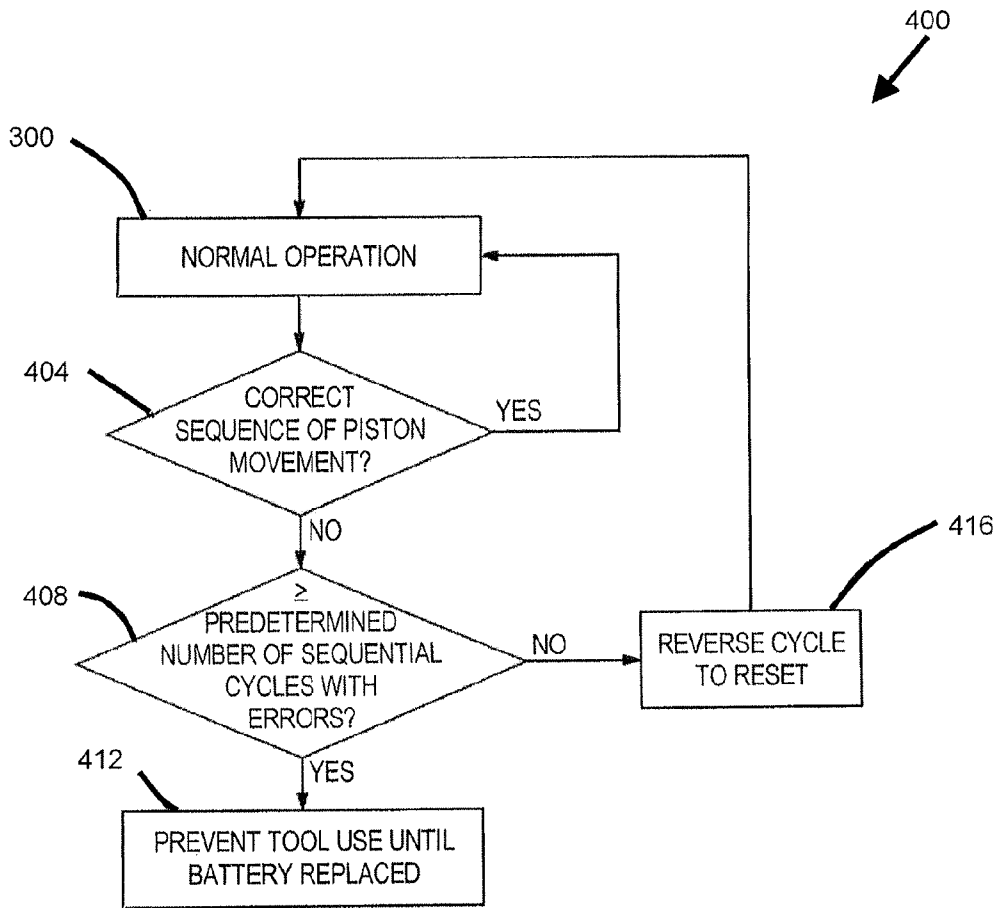 400
300
NORMAL OPERATION
404
CORRECT
SEQUENCE OF PISTON
MOVEMENT?
YES
NO
408
≥
PREDETERMINED
NUMBER OF SEQUENTIAL
CYCLES WITH
ERRORS?
NO
416
REVERSE CYCLE
TO RESET
YES
412
PREVENT TOOL USE UNTIL
BATTERY REPLACED